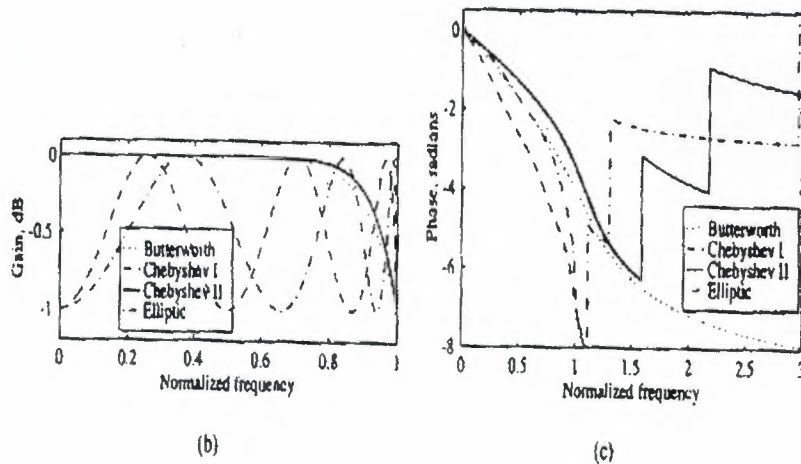 0
-0.5
-1
Gain, dB
Butterworth
Chebyshev I
Chebyshev II
Elliptic
0
0.2
0.4
0.6
0.8
1
Normalized frequency
(b)
0
-2
-4
-6
-8
Phase, radians
Butterworth
Chebyshev I
Chebyshev II
Elliptic
0
0.5
1
1.5
2
2.5
3
Normalized frequency
(c)